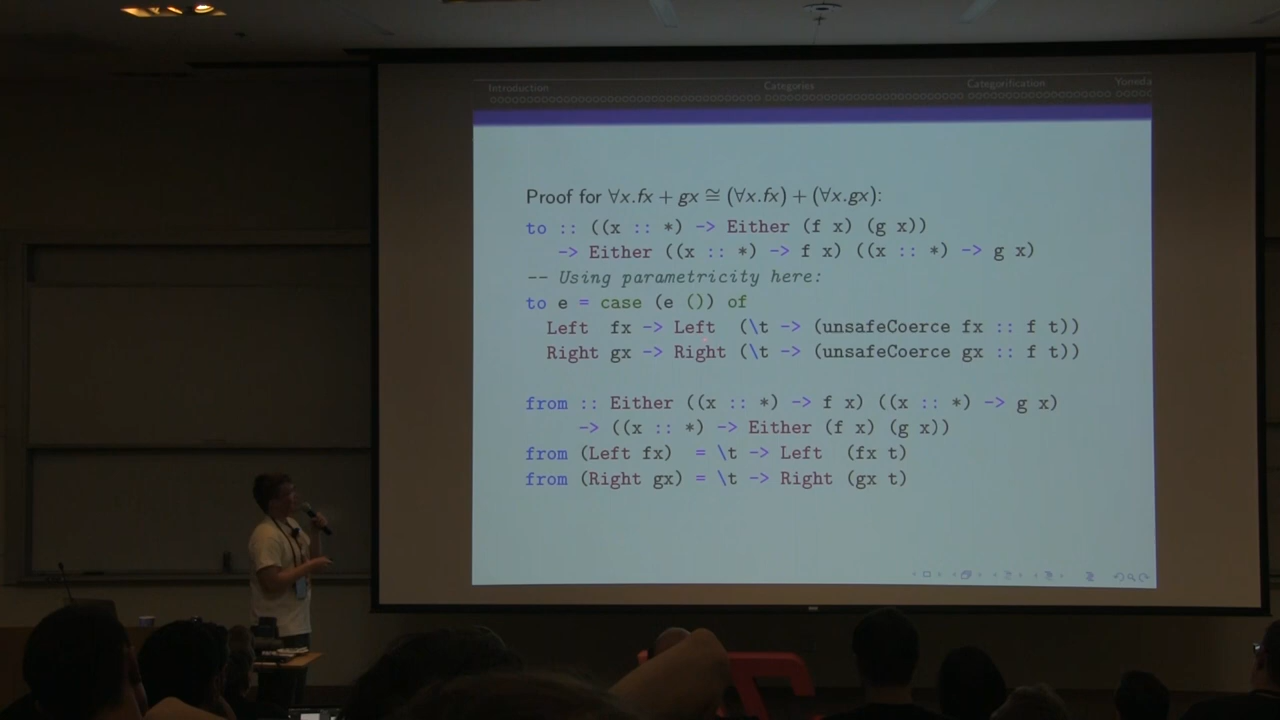 Introduction Categories Categorification Yoneda
Proof for ∀x.fx + gx ≅ (∀x.fx) + (∀x.gx):
to :: ((x :: *) -> Either (f x) (g x))
-> Either ((x :: *) -> f x) ((x :: *) -> g x)
-- Using parametricity here:
to e = case (e ()) of
Left fx -> Left (\t -> (unsafeCoerce fx :: f t))
Right gx -> Right (\t -> (unsafeCoerce gx :: f t))
from :: Either ((x :: *) -> f x) ((x :: *) -> g x)
-> ((x :: *) -> Either (f x) (g x))
from (Left fx) = \t -> Left (fx t)
from (Right gx) = \t -> Right (gx t)